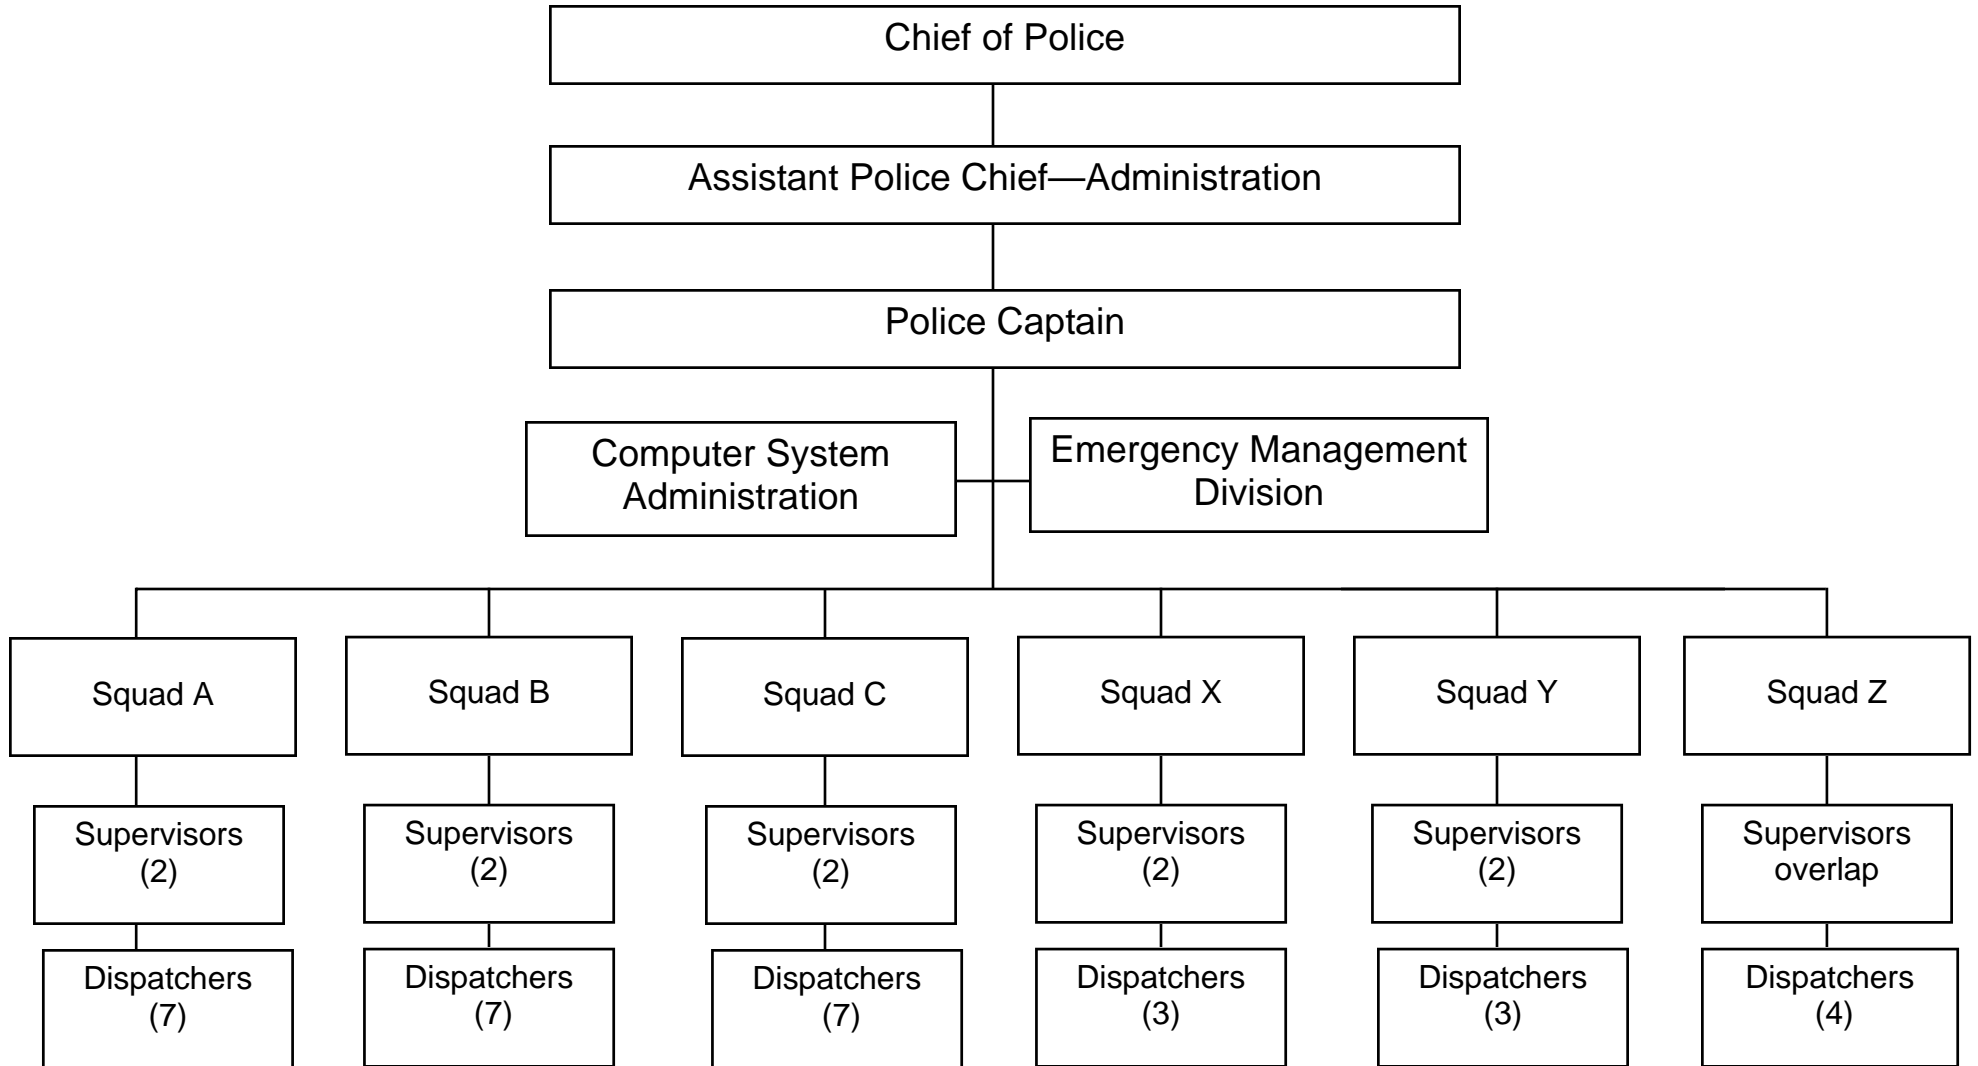 Chief of Police
Assistant Police Chief—Administration
Police Captain
Computer System
Administration
Emergency Management
Division
Squad A
Squad B
Squad C
Squad X
Squad Y
Squad Z
Supervisors
(2)
Supervisors
(2)
Supervisors
(2)
Supervisors
(2)
Supervisors
(2)
Supervisors
overlap
Dispatchers
(7)
Dispatchers
(7)
Dispatchers
(7)
Dispatchers
(3)
Dispatchers
(3)
Dispatchers
(4)